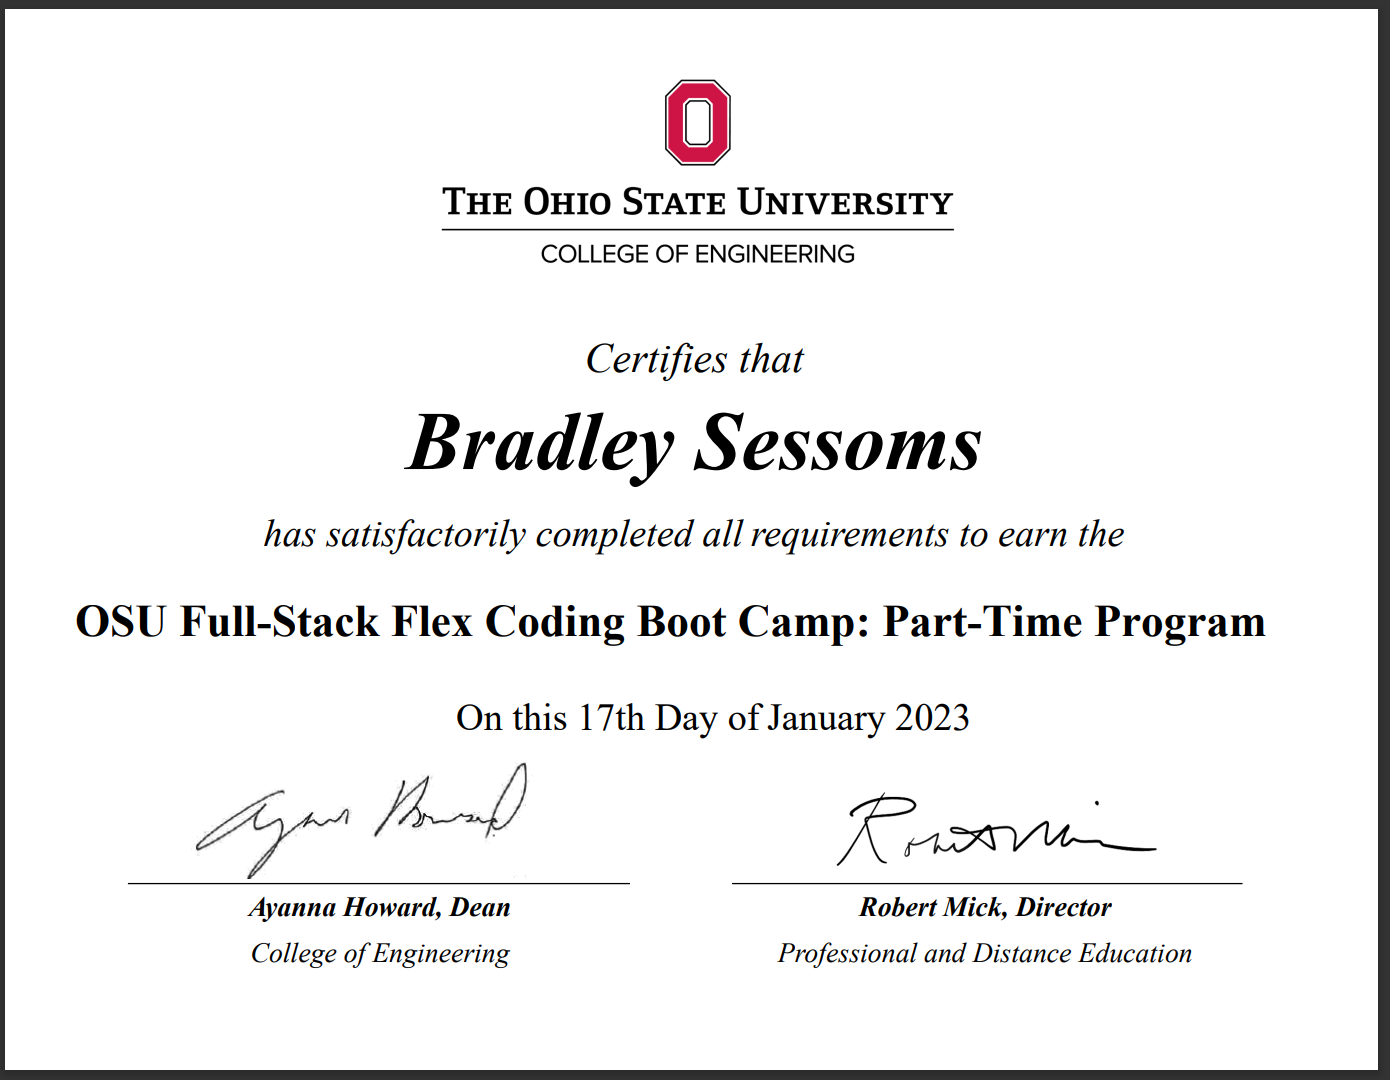 O
THE OHIO STATE UNIVERSITY
COLLEGE OF ENGINEERING
Certifies that
Bradley Sessoms
has satisfactorily completed all requirements to earn the
OSU Full-Stack Flex Coding Boot Camp: Part-Time Program
On this 17th Day of January 2023
Ayanna Howard
Robert Mick
Ayanna Howard, Dean
Robert Mick, Director
College of Engineering
Professional and Distance Education